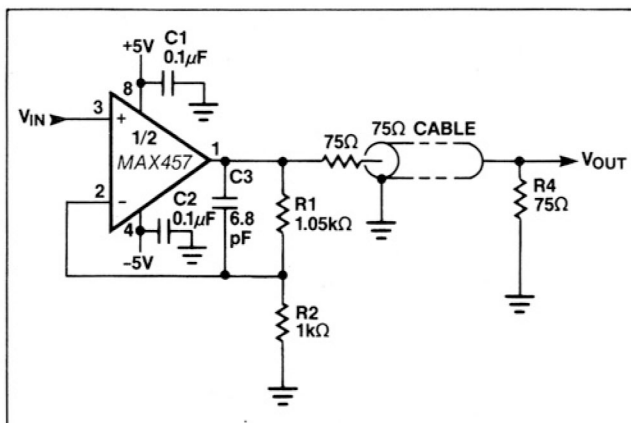 C1
+5V
0.1μF
8
VIN
3
+
1/2
MAX457
1
2
-
C3
C2
0.1μF
4
-5V
6.8
pF
R1
1.05kΩ
R2
1kΩ
75Ω
75Ω CABLE
VOUT
R4
75Ω